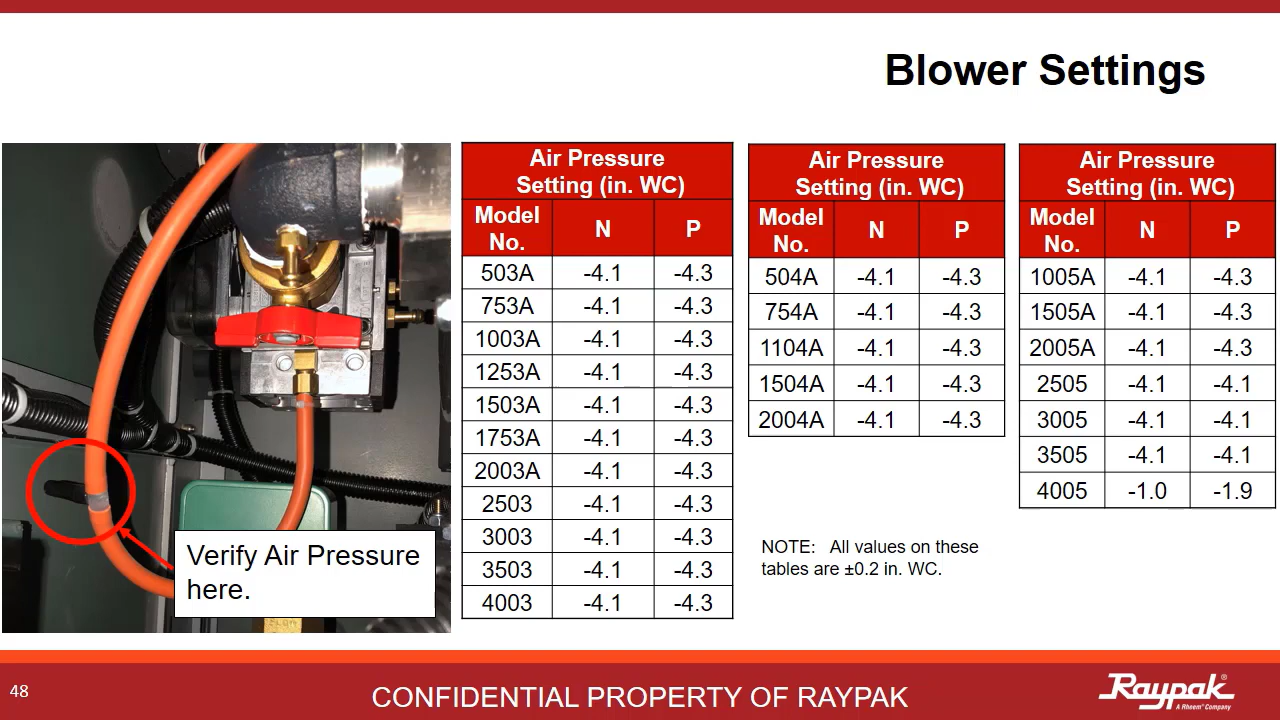 Blower Settings
Air Pressure
Setting (in. WC)
Model
No. N P
503A -4.1 -4.3
753A -4.1 -4.3
1003A -4.1 -4.3
1253A -4.1 -4.3
1503A -4.1 -4.3
1753A -4.1 -4.3
2003A -4.1 -4.3
2503 -4.1 -4.3
3003 -4.1 -4.3
3503 -4.1 -4.3
4003 -4.1 -4.3
Air Pressure
Setting (in. WC)
Model
No. N P
504A -4.1 -4.3
754A -4.1 -4.3
1104A -4.1 -4.3
1504A -4.1 -4.3
2004A -4.1 -4.3
Air Pressure
Setting (in. WC)
Model
No. N P
1005A -4.1 -4.3
1505A -4.1 -4.3
2005A -4.1 -4.3
2505 -4.1 -4.1
3005 -4.1 -4.1
3505 -4.1 -4.1
4005 -1.0 -1.9
NOTE: All values on these
tables are ±0.2 in. WC.
Verify Air Pressure
here.
48
CONFIDENTIAL PROPERTY OF RAYPAK
Raypak®
A Rheem® Company